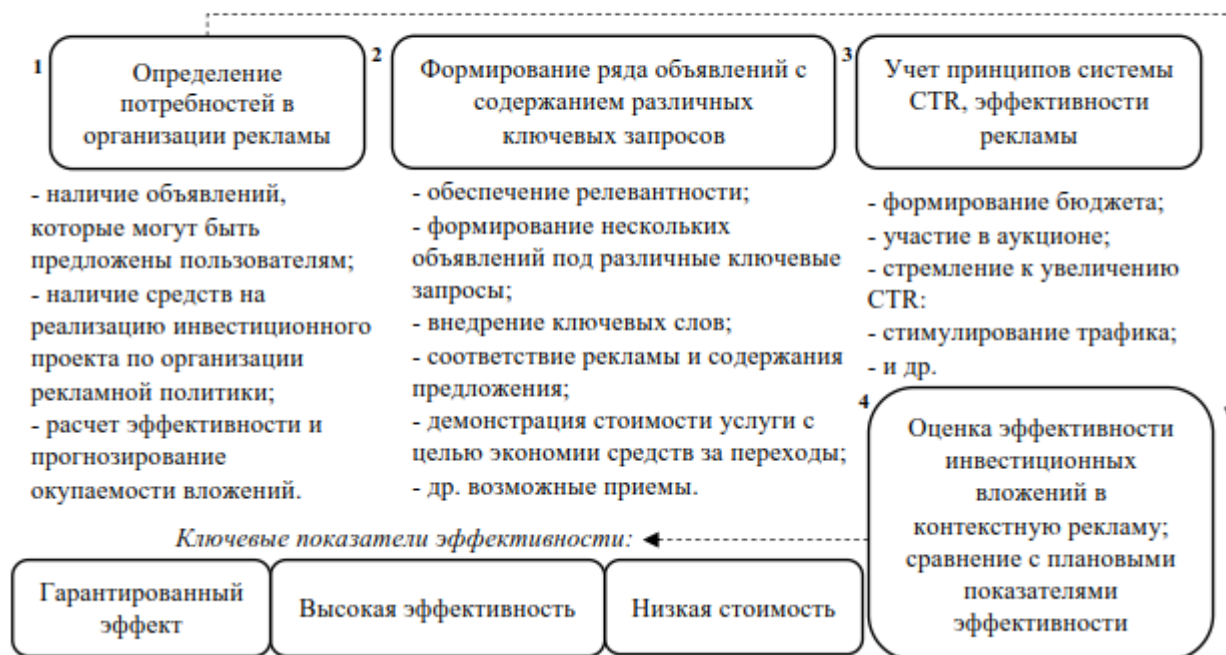 1
Определение
потребностей в
организации рекламы
- наличие объявлений,
которые могут быть
предложены пользователям;
- наличие средств на
реализацию инвестиционного
проекта по организации
рекламной политики;
- расчет эффективности и
прогнозирование
окупаемости вложений.
2
Формирование ряда объявлений с
содержанием различных
ключевых запросов
- обеспечение релевантности;
- формирование нескольких
объявлений под различные ключевые
запросы;
- внедрение ключевых слов;
- соответствие рекламы и содержания
предложения;
- демонстрация стоимости услуги с
целью экономии средств за переходы;
- др. возможные приемы.
3
Учет принципов системы
CTR, эффективности
рекламы
- формирование бюджета;
- участие в аукционе;
- стремление к увеличению
CTR:
- стимулирование трафика;
- и др.
4
Оценка эффективности
инвестиционных
вложений в
контекстную рекламу;
сравнение с плановыми
показателями
эффективности
Ключевые показатели эффективности:
Гарантированный
эффект
Высокая эффективность
Низкая стоимость